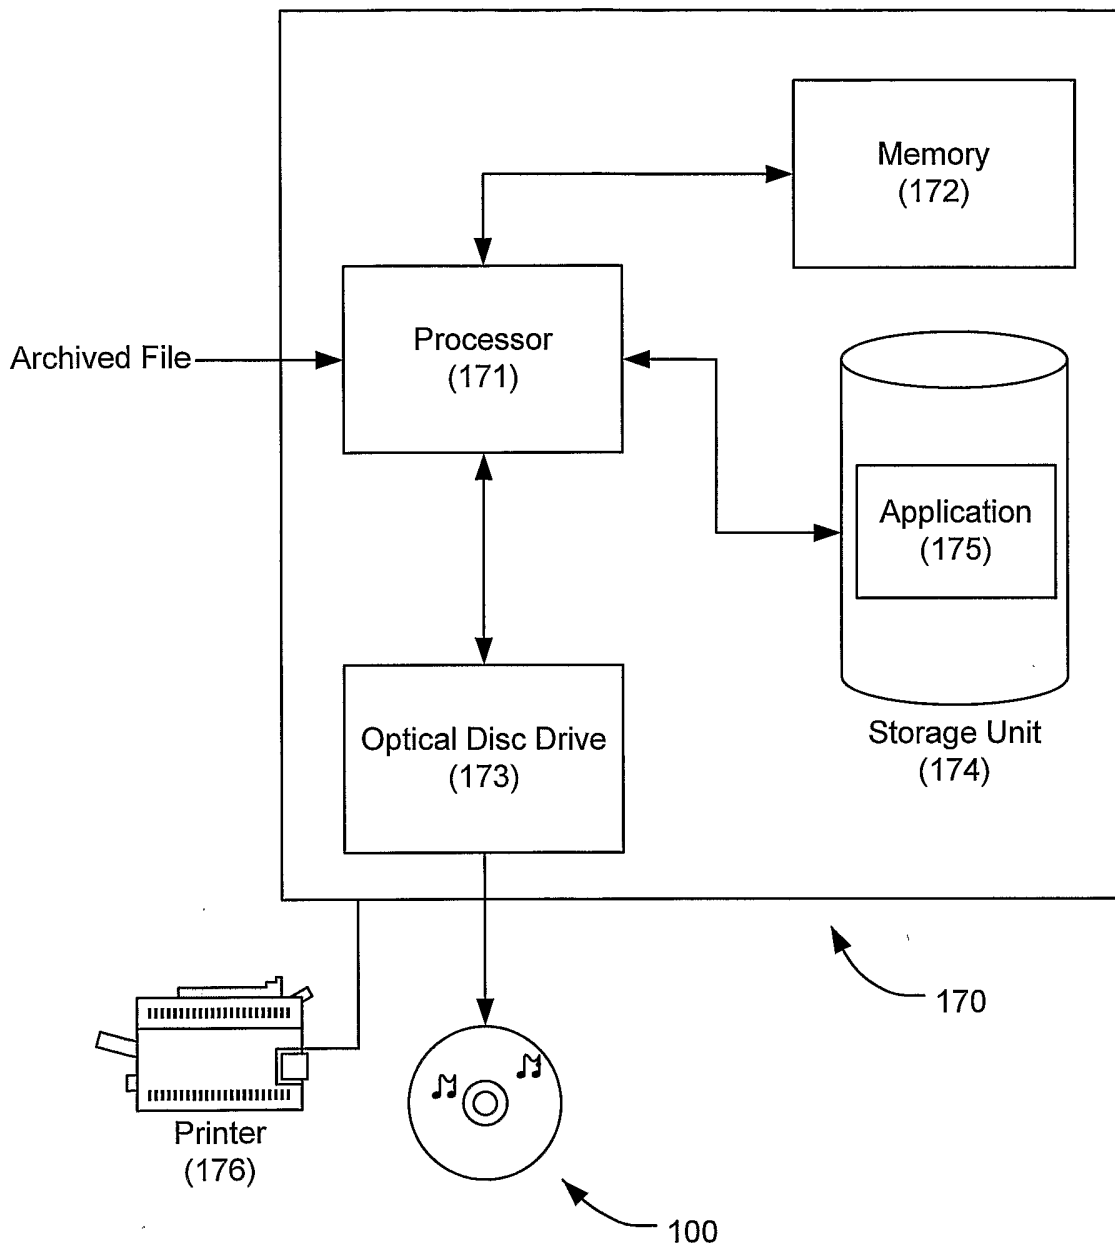 Memory
(172)
Processor
(171)
Archived File
Application
(175)
Optical Disc Drive
(173)
Storage Unit
(174)
170
Printer
(176)
100